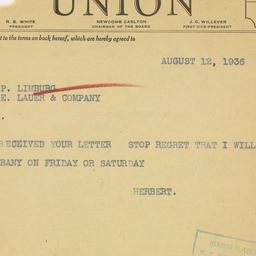 UNION
R. B. WHITE NEWCOMB CARLTON J. C. WILLEVER
PRESIDENT CHAIRMAN OF THE BOARD FIRST VICE-PRESIDENT
t to the terms on back hereof, which are hereby agreed to
AUGUST 12, 1936
P. LIMBURG
E. LAUER & COMPANY
.
RECEIVED YOUR LETTER STOP REGRET THAT I WILL
BANY ON FRIDAY OR SATURDAY
HERBERT.